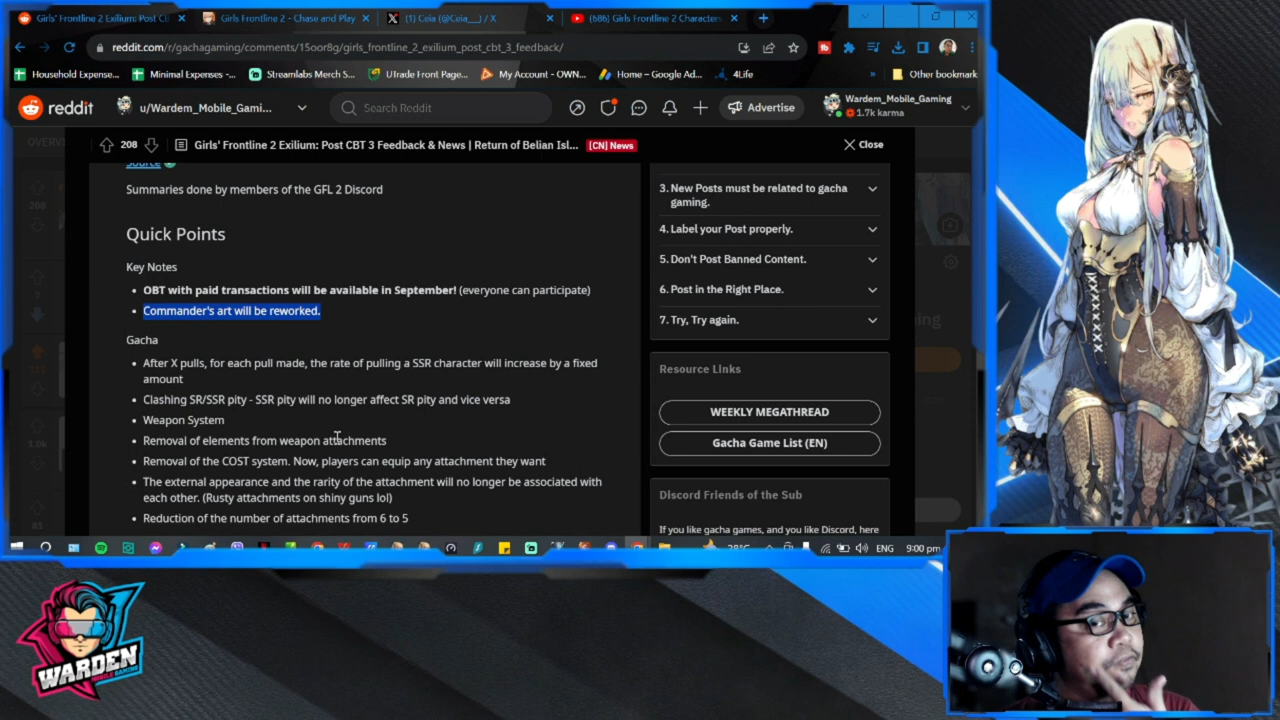 Girls' Frontline 2 Exilium: Post C
Girls Frontline 2 - Chase and Play
(1) Ceia (@Ceia__) / X
(686) Girls Frontline 2 Characters
reddit.com/r/gachagaming/comments/15oor8g/girls_frontline_2_exilium_post_cbt_3_feedback/
Household Expense...
Minimal Expenses -...
Streamlabs Merch S...
UTrade Front Page...
My Account - OWN...
Home – Google Ad...
4Life
»
Other bookmark
reddit
u/Wardem_Mobile_Gami...
Search Reddit
Advertise
Wardem_Mobile_Gaming
1.7k karma
208
Girls' Frontline 2 Exilium: Post CBT 3 Feedback & News | Return of Belian Isl...
[CN] News
Close
Source
Summaries done by members of the GFL 2 Discord
Quick Points
Key Notes
• OBT with paid transactions will be available in September! (everyone can participate)
• Commander's art will be reworked.
Gacha
• After X pulls, for each pull made, the rate of pulling a SSR character will increase by a fixed
amount
• Clashing SR/SSR pity - SSR pity will no longer affect SR pity and vice versa
• Weapon System
• Removal of elements from weapon attachments
• Removal of the COST system. Now, players can equip any attachment they want
• The external appearance and the rarity of the attachment will no longer be associated with
each other. (Rusty attachments on shiny guns lol)
• Reduction of the number of attachments from 6 to 5
3. New Posts must be related to gacha
gaming.
4. Label your Post properly.
5. Don't Post Banned Content.
6. Post in the Right Place.
7. Try, Try again.
Resource Links
WEEKLY MEGATHREAD
Gacha Game List (EN)
Discord Friends of the Sub
If you like gacha games, and you like Discord, here
ENG
9:00 pm
WARDEN
MOBILE GAMING